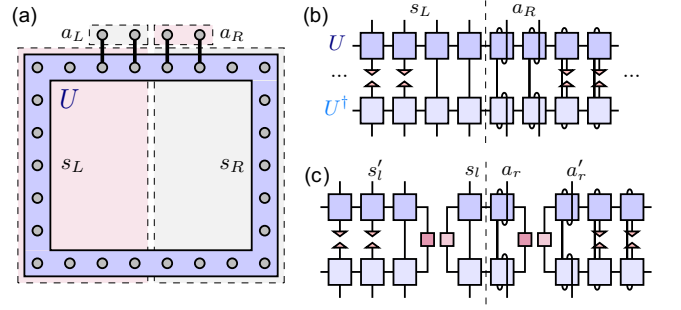 (a)
a_L a_R
U
s_L s_R
(b)
s_L a_R
U
... ...
U†
(c)
s′_l s_l a_r a′_r